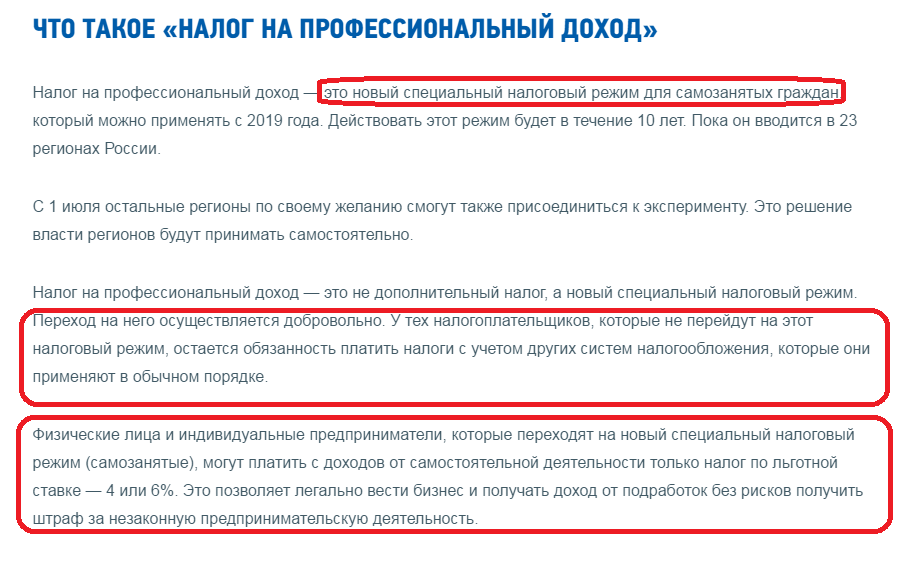 ЧТО ТАКОЕ «НАЛОГ НА ПРОФЕССИОНАЛЬНЫЙ ДОХОД»
Налог на профессиональный доход — это новый специальный налоговый режим для самозанятых граждан,
который можно применять с 2019 года. Действовать этот режим будет в течение 10 лет. Пока он вводится в 23
регионах России.
С 1 июля остальные регионы по своему желанию смогут также присоединиться к эксперименту. Это решение
власти регионов будут принимать самостоятельно.
Налог на профессиональный доход — это не дополнительный налог, а новый специальный налоговый режим.
Переход на него осуществляется добровольно. У тех налогоплательщиков, которые не перейдут на этот
налоговый режим, остается обязанность платить налоги с учетом других систем налогообложения, которые они
применяют в обычном порядке.
Физические лица и индивидуальные предприниматели, которые переходят на новый специальный налоговый
режим (самозанятые), могут платить с доходов от самостоятельной деятельности только налог по льготной
ставке — 4 или 6%. Это позволяет легально вести бизнес и получать доход от подработок без рисков получить
штраф за незаконную предпринимательскую деятельность.